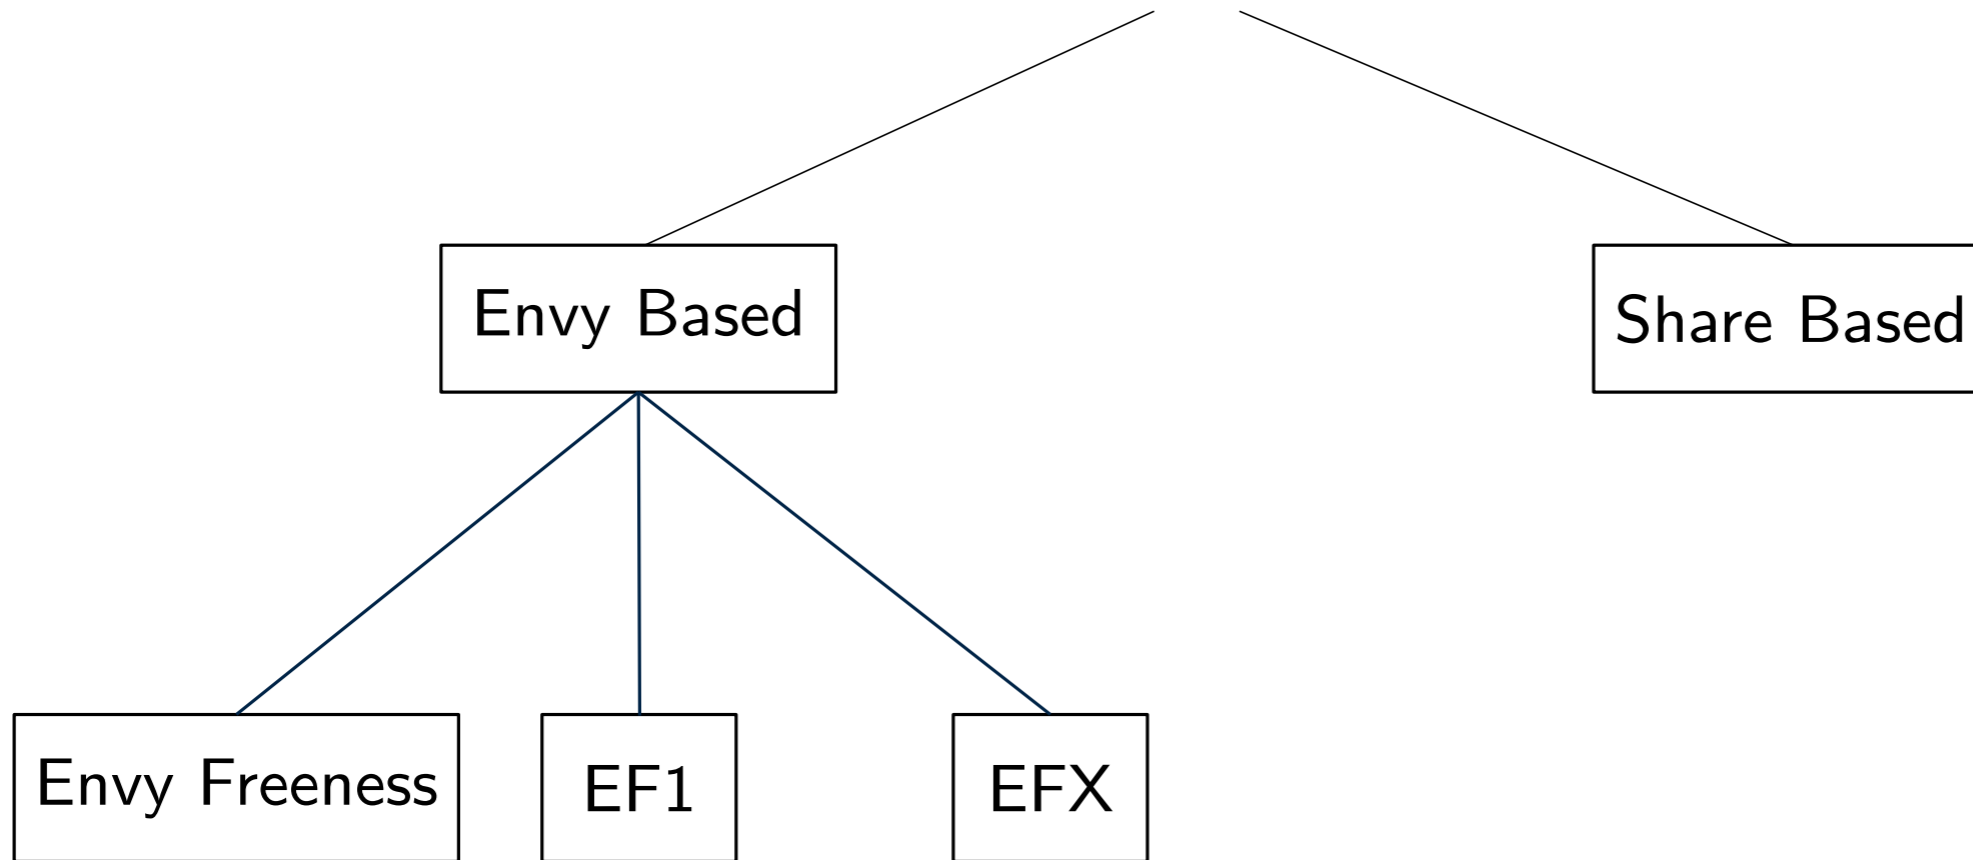 Envy Based
Share Based
Envy Freeness
EF1
EFX